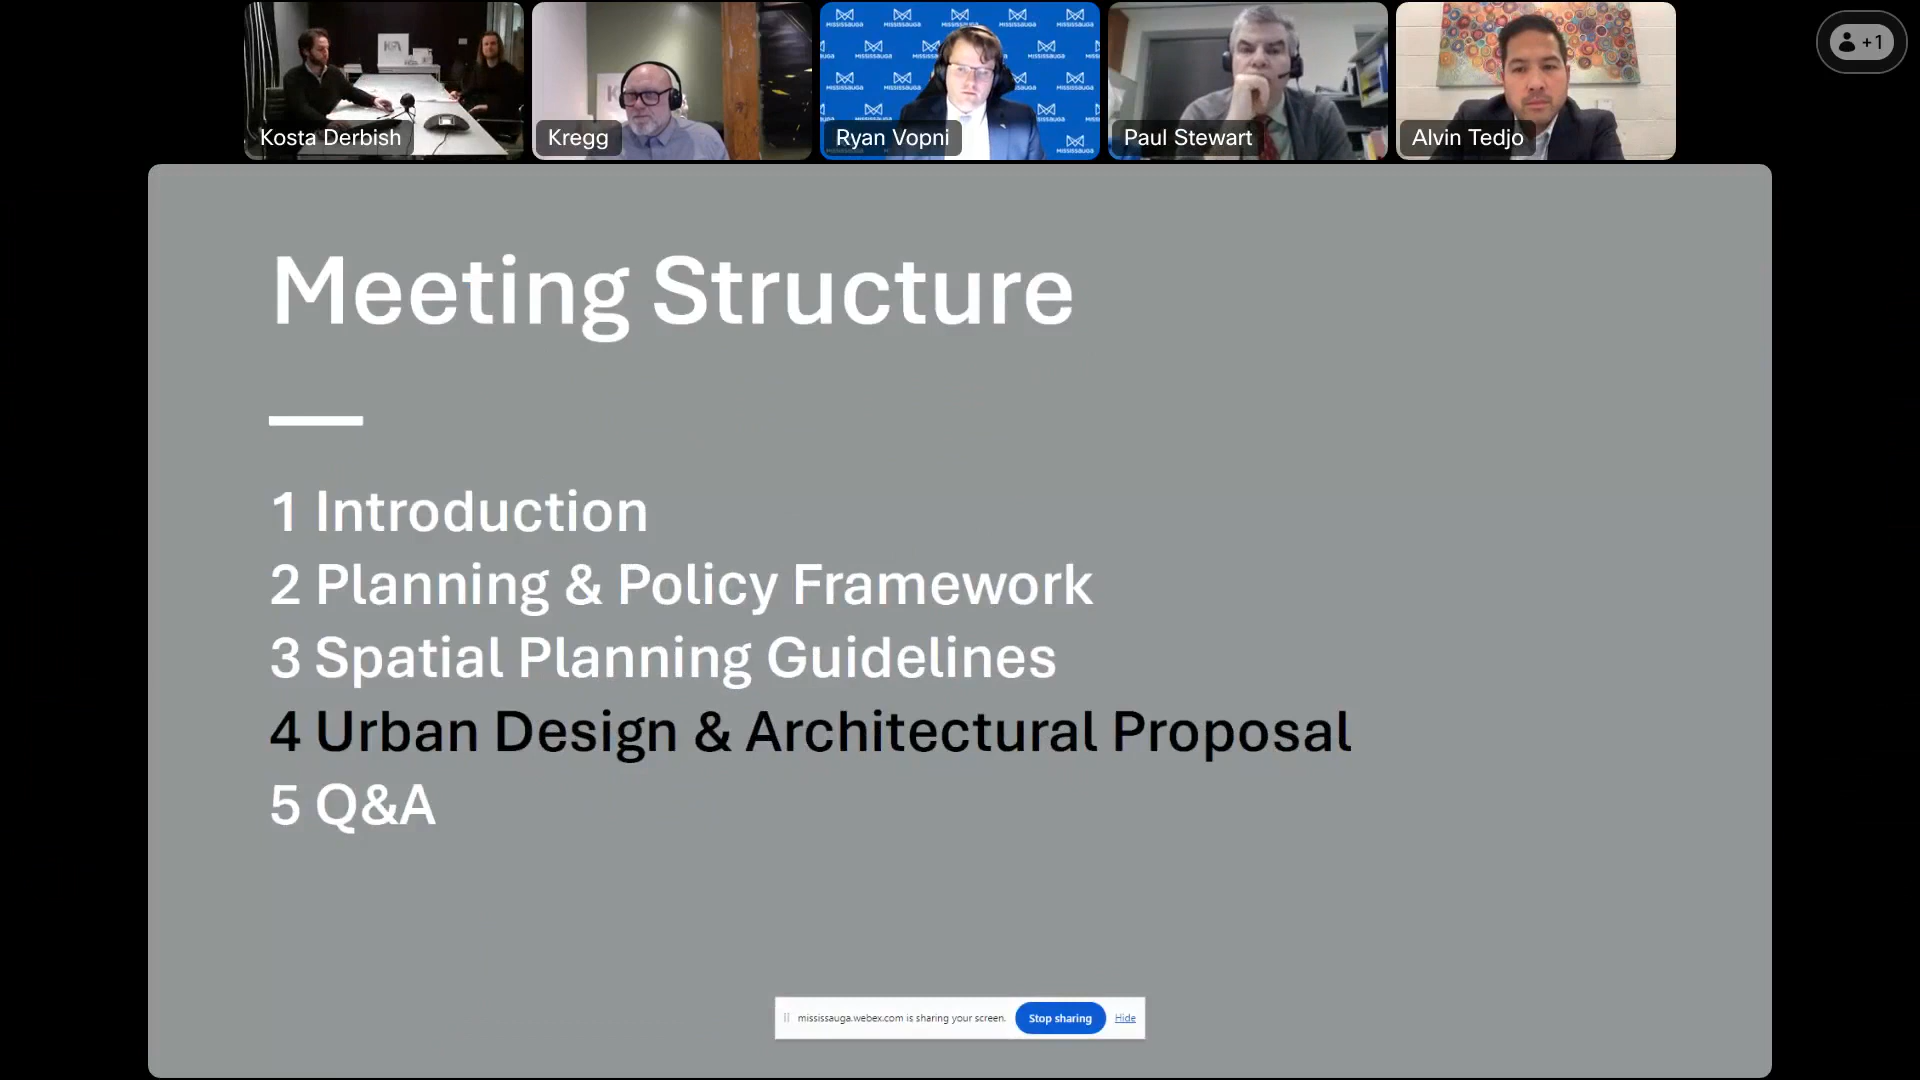 Kosta Derbish
Kregg
Ryan Vopni
Paul Stewart
Alvin Tedjo
+1
Meeting Structure
1 Introduction
2 Planning & Policy Framework
3 Spatial Planning Guidelines
4 Urban Design & Architectural Proposal
5 Q&A
mississauga.webex.com is sharing your screen.
Stop sharing
Hide